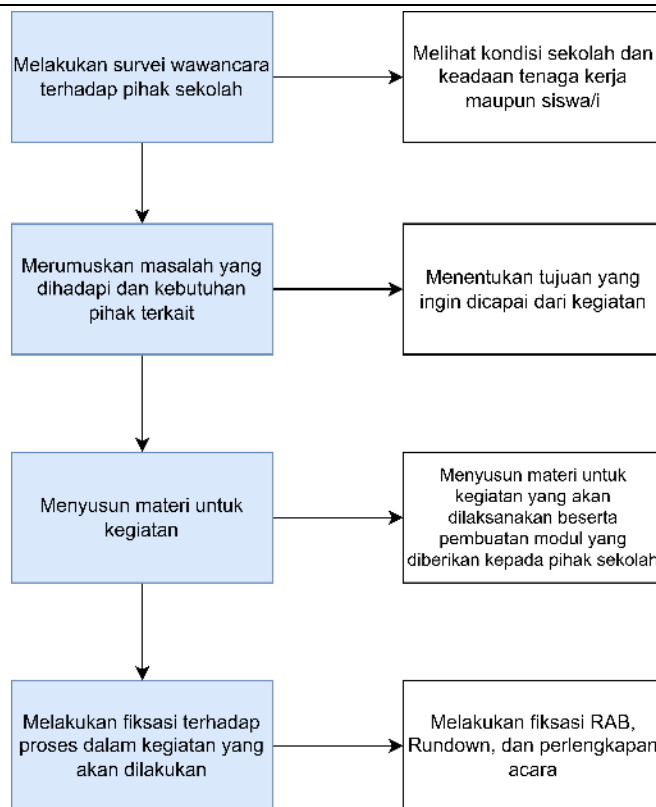 Melakukan survei wawancara
terhadap pihak sekolah
Melihat kondisi sekolah dan
keadaan tenaga kerja
maupun siswa/i
Merumuskan masalah yang
dihadapi dan kebutuhan
pihak terkait
Menentukan tujuan yang
ingin dicapai dari kegiatan
Menyusun materi untuk
kegiatan
Menyusun materi untuk
kegiatan yang akan
dilaksanakan beserta
pembuatan modul yang
diberikan kepada pihak sekolah
Melakukan fiksasi terhadap
proses dalam kegiatan yang
akan dilakukan
Melakukan fiksasi RAB,
Rundown, dan perlengkapan
acara